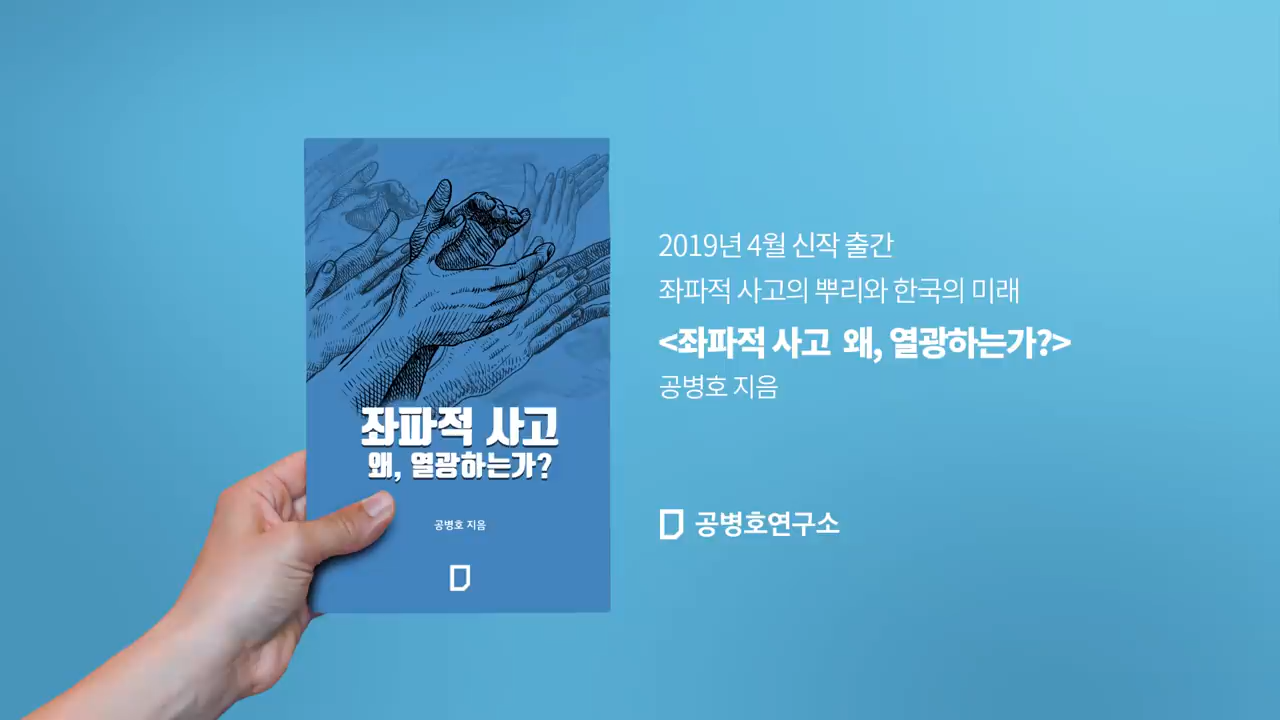 좌파적 사고
왜, 열광하는가?
공병호 지음
2019년 4월 신작 출간
좌파적 사고의 뿌리와 한국의 미래
<좌파적 사고 왜, 열광하는가?>
공병호 지음
공병호연구소